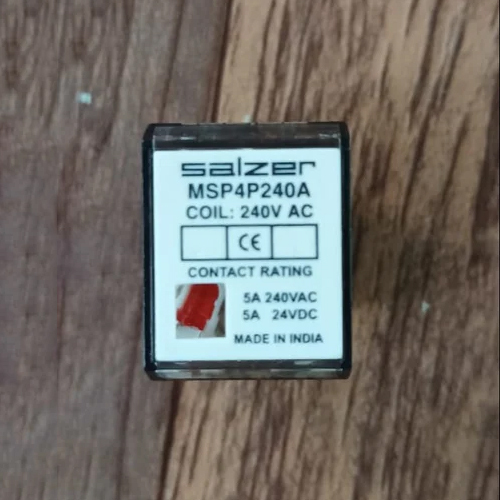 salzer
MSP4P240A
COIL: 240V AC
CE
CONTACT RATING
5A 240VAC
5A 24VDC
MADE IN INDIA